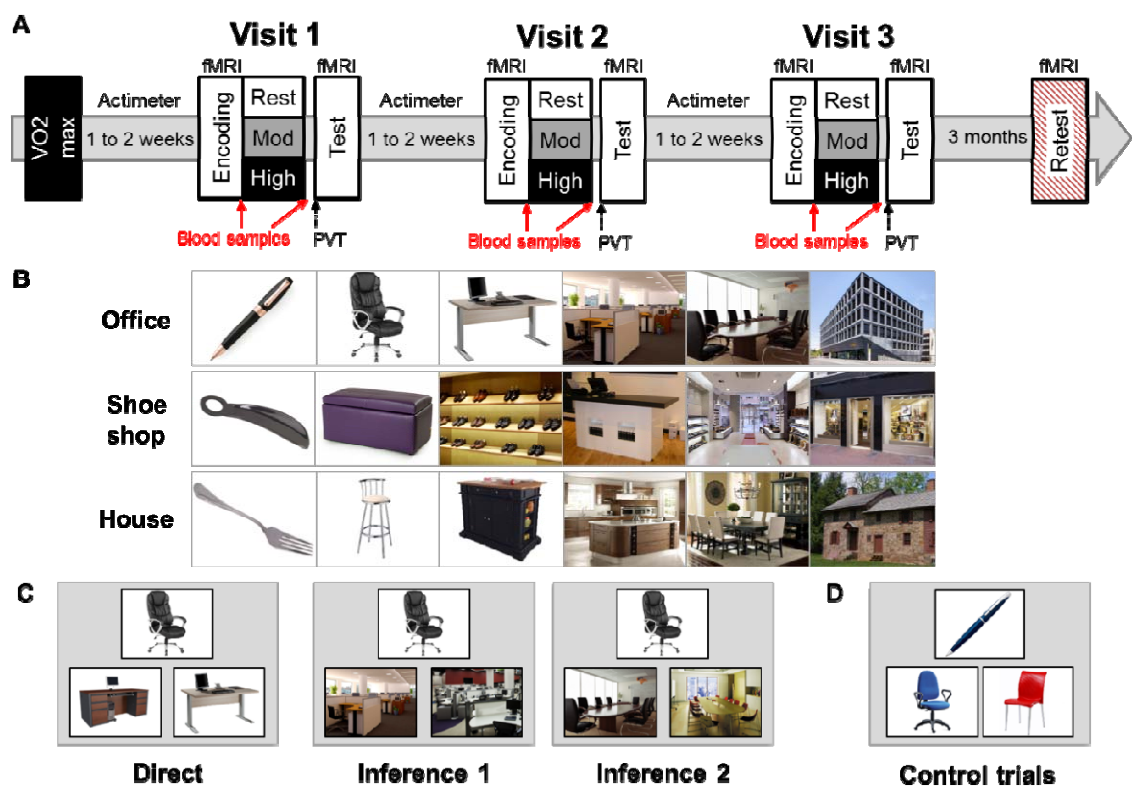 A
Visit 1
Visit 2
Visit 3
fMRI
fMRI
fMRI
fMRI
fMRI
fMRI
fMRI
VO2
max
Actimeter
1 to 2 weeks
Encoding
Rest
Mod
High
Test
Actimeter
1 to 2 weeks
Encoding
Rest
Mod
High
Test
Actimeter
1 to 2 weeks
Encoding
Rest
Mod
High
Test
3 months
Retest
Blood samples
PVT
Blood samples
PVT
Blood samples
PVT
B
Office
Shoe
shop
House
C
D
Direct
Inference 1
Inference 2
Control trials